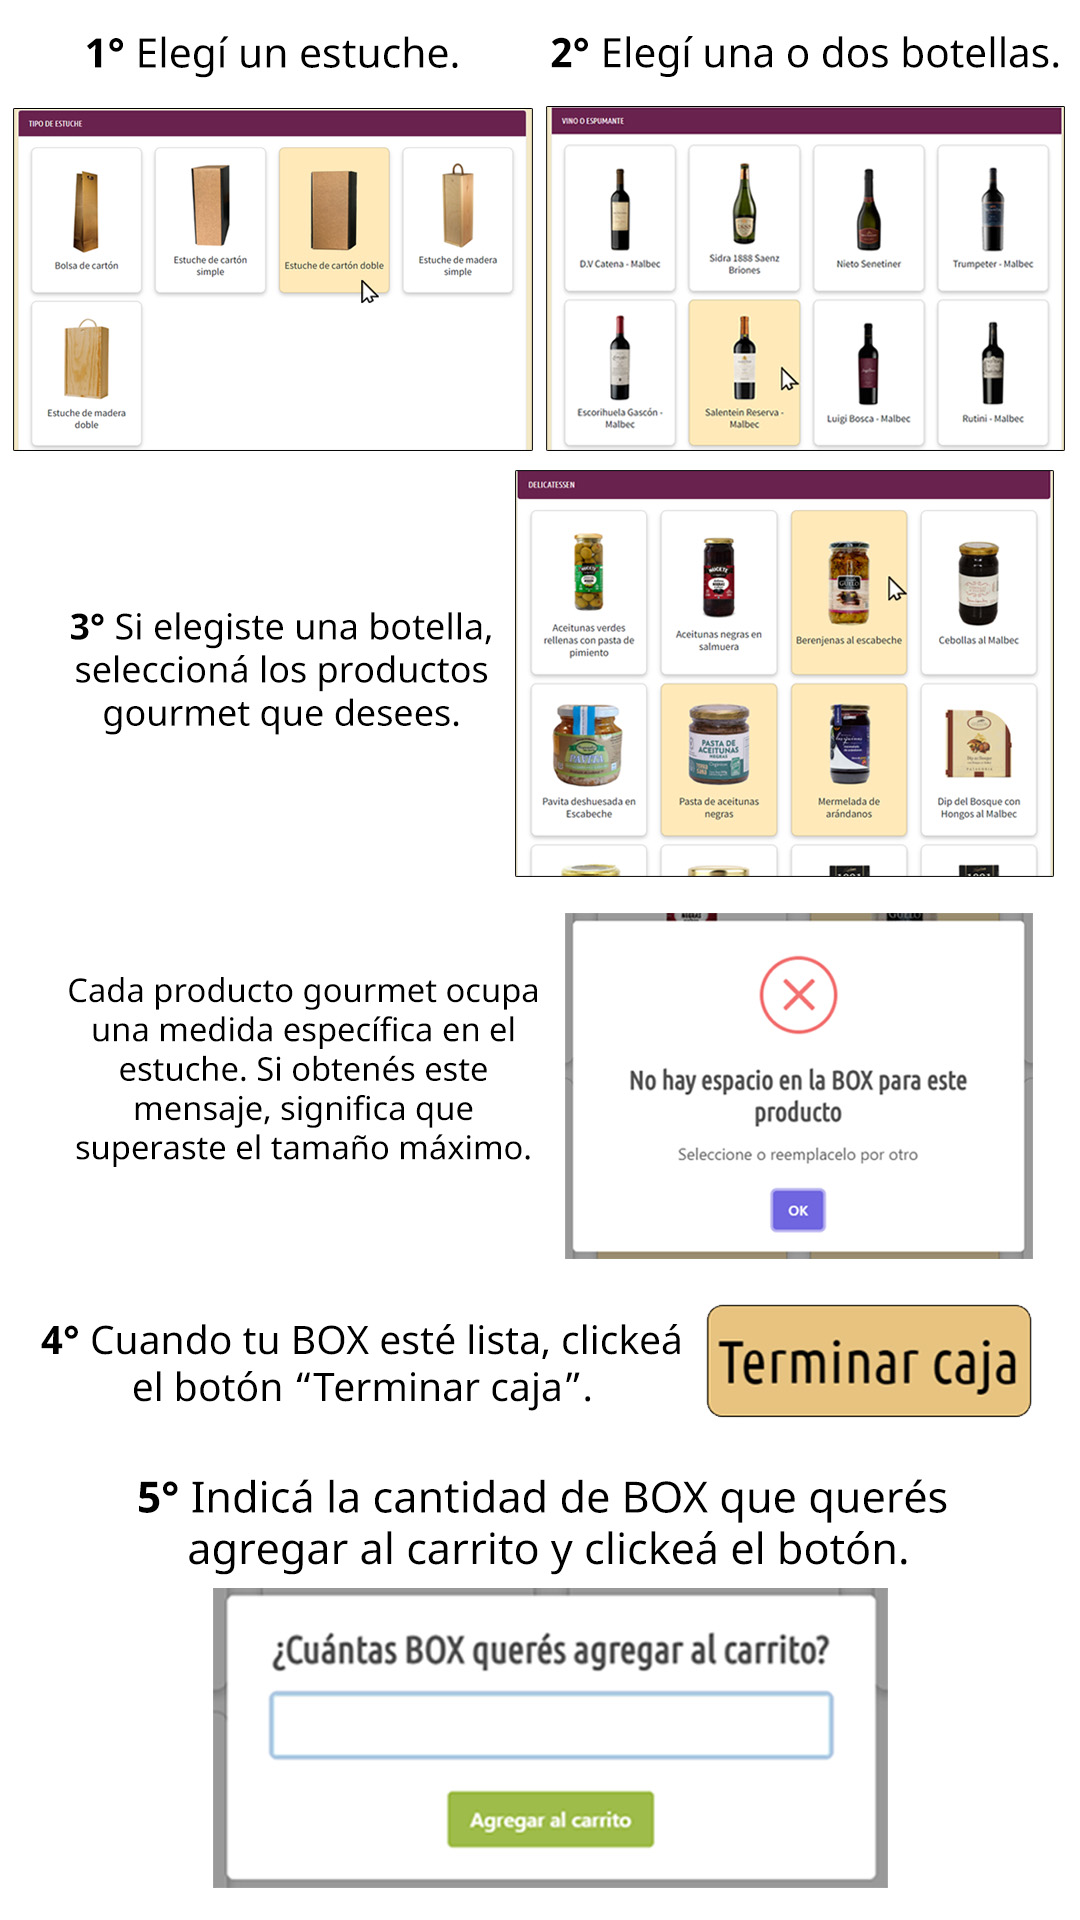 1° Elegí un estuche.
2° Elegí una o dos botellas.
TIPO DE ESTUCHE
Bolsa de cartón
Estuche de cartón
simple
Estuche de cartón doble
Estuche de madera
simple
Estuche de madera
doble
VINO O ESPUMANTE
D.V Catena - Malbec
Sidra 1888 Saenz
Briones
Nieto Senetiner
Trumpeter - Malbec
Escorihuela Gascón -
Malbec
Salentein Reserva -
Malbec
Luigi Bosca - Malbec
Rutini - Malbec
3° Si elegiste una botella,
seleccioná los productos
gourmet que desees.
DELICATESSEN
NUCETE
NUCETE
Aceitunas verdes
rellenas con pasta de
pimiento
Aceitunas negras en
salmuera
Berenjenas al escabeche
Cebollas al Malbec
PAVITA
PASTA DE
ACEITUNAS
NEGRAS
Pavita deshuesada en
Escabeche
Pasta de aceitunas
negras
Mermelada de
arándanos
Dip del Bosque con
Hongos al Malbec
Cada producto gourmet ocupa
una medida específica en el
estuche. Si obtenés este
mensaje, significa que
superaste el tamaño máximo.
No hay espacio en la BOX para este
producto
Seleccione o reemplacelo por otro
OK
4° Cuando tu BOX esté lista, clickeá
el botón “Terminar caja”.
Terminar caja
5° Indicá la cantidad de BOX que querés
agregar al carrito y clickeá el botón.
¿Cuántas BOX querés agregar al carrito?
Agregar al carrito